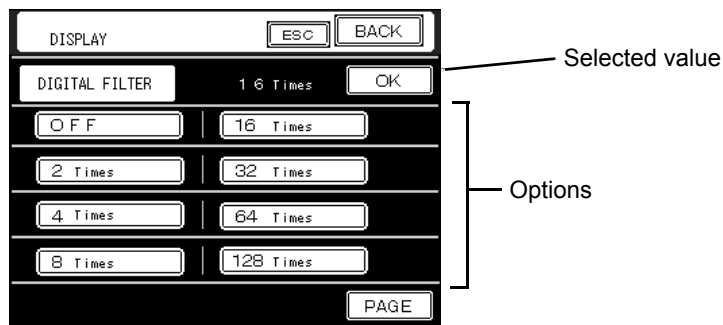 DISPLAY ESC BACK
Selected value
DIGITAL FILTER 16 Times OK
OFF 16 Times
2 Times 32 Times
Options
4 Times 64 Times
8 Times 128 Times
PAGE